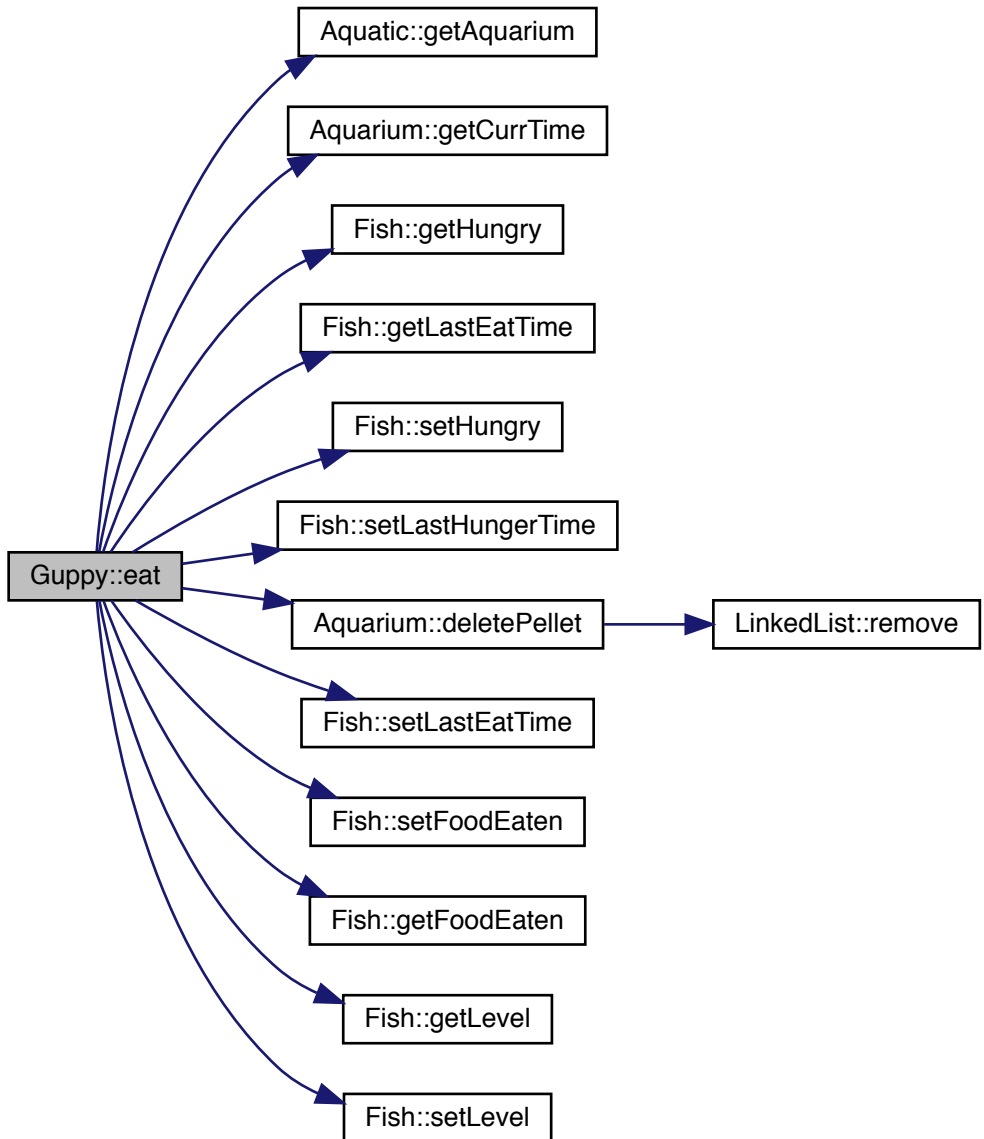 Aquatic::getAquarium
Aquarium::getCurrTime
Fish::getHungry
Fish::getLastEatTime
Fish::setHungry
Fish::setLastHungerTime
Guppy::eat
Aquarium::deletePellet
LinkedList::remove
Fish::setLastEatTime
Fish::setFoodEaten
Fish::getFoodEaten
Fish::getLevel
Fish::setLevel